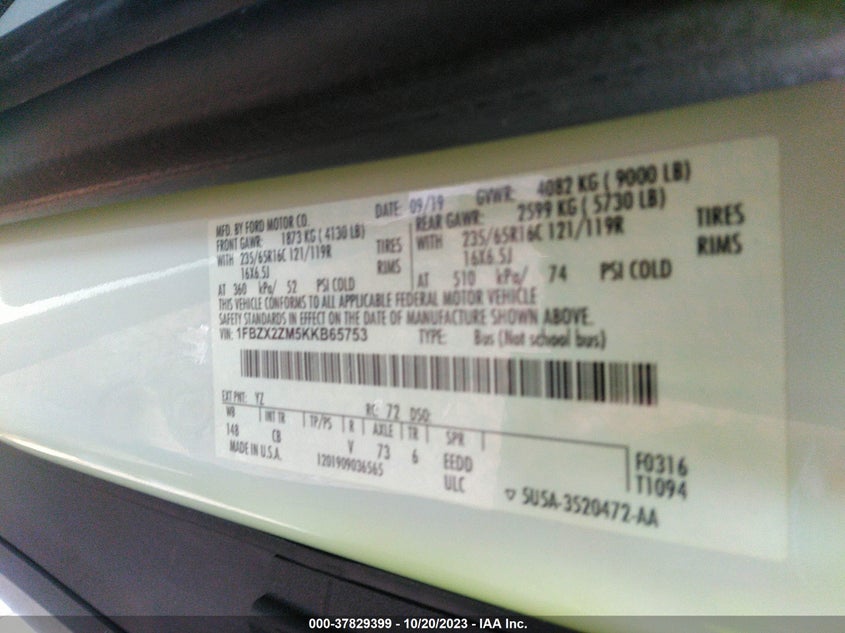 MFD. BY FORD MOTOR CO. DATE: 09/19 GVWR: 4082 KG ( 9000 LB)
FRONT GAWR: 1873 KG ( 4130 LB) REAR GAWR: 2599 KG ( 5730 LB)
WITH 235/65R16C 121/119R TIRES WITH 235/65R16C 121/119R TIRES
16X6.5J RIMS 16X6.5J RIMS
AT 360 kPa/ 52 PSI COLD AT 510 kPa/ 74 PSI COLD
THIS VEHICLE CONFORMS TO ALL APPLICABLE FEDERAL MOTOR VEHICLE
SAFETY STANDARDS IN EFFECT ON THE DATE OF MANUFACTURE SHOWN ABOVE.
VIN: 1FBZX2ZM5KKB65753 TYPE: Bus (Not school bus)
EXT PNT: YZ RC: 72 DSO:
WB INT TR TP/PS R AXLE TR SPR
148 CB V 73 6 EEDD F0316
MADE IN U.S.A. 1201909036565 ULC T1094
5U5A-3520472-AA
000-37829399 - 10/20/2023 - IAA Inc.